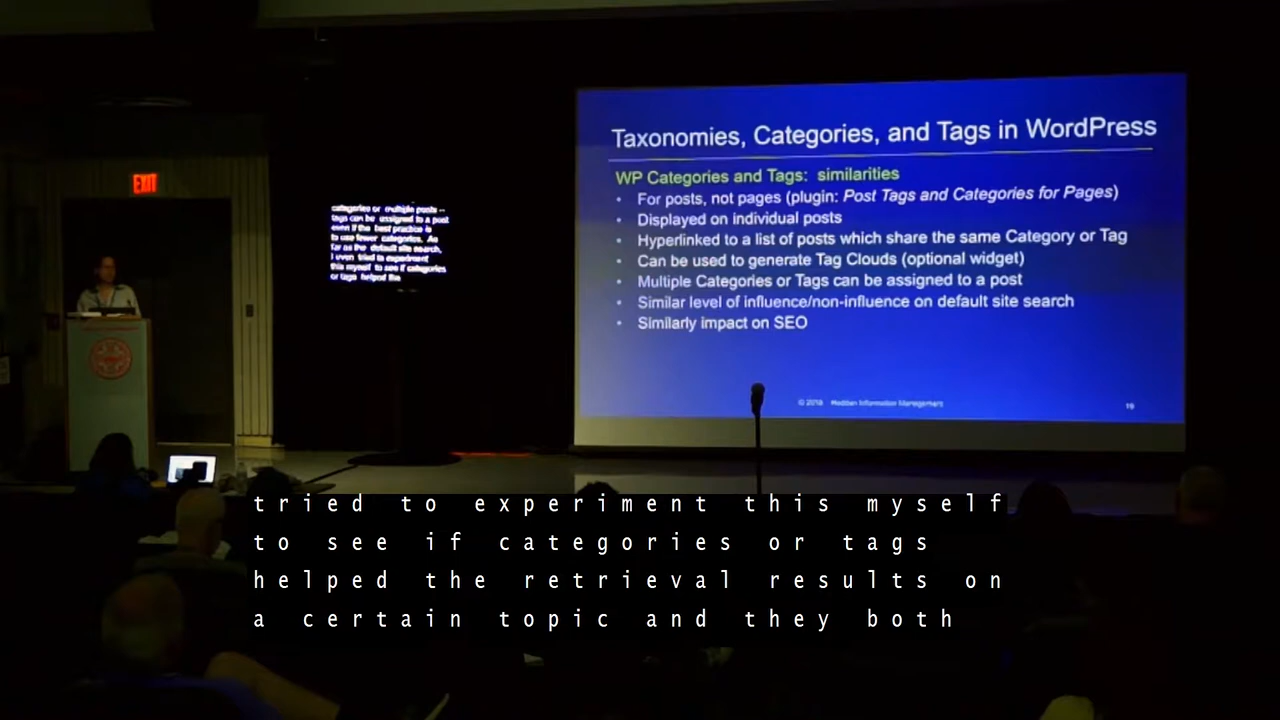 EXIT
categories or multiple posts --
tags can be assigned to a post
even if the best practice is
to use fewer categories. As
far as the default site search,
I even tried to experiment
this myself to see if categories
or tags helped the
Taxonomies, Categories, and Tags in WordPress
WP Categories and Tags: similarities
• For posts, not pages (plugin: Post Tags and Categories for Pages)
• Displayed on individual posts
• Hyperlinked to a list of posts which share the same Category or Tag
• Can be used to generate Tag Clouds (optional widget)
• Multiple Categories or Tags can be assigned to a post
• Similar level of influence/non-influence on default site search
• Similarly impact on SEO
Information Management
19
tried to experiment this myself
to see if categories or tags
helped the retrieval results on
a certain topic and they both